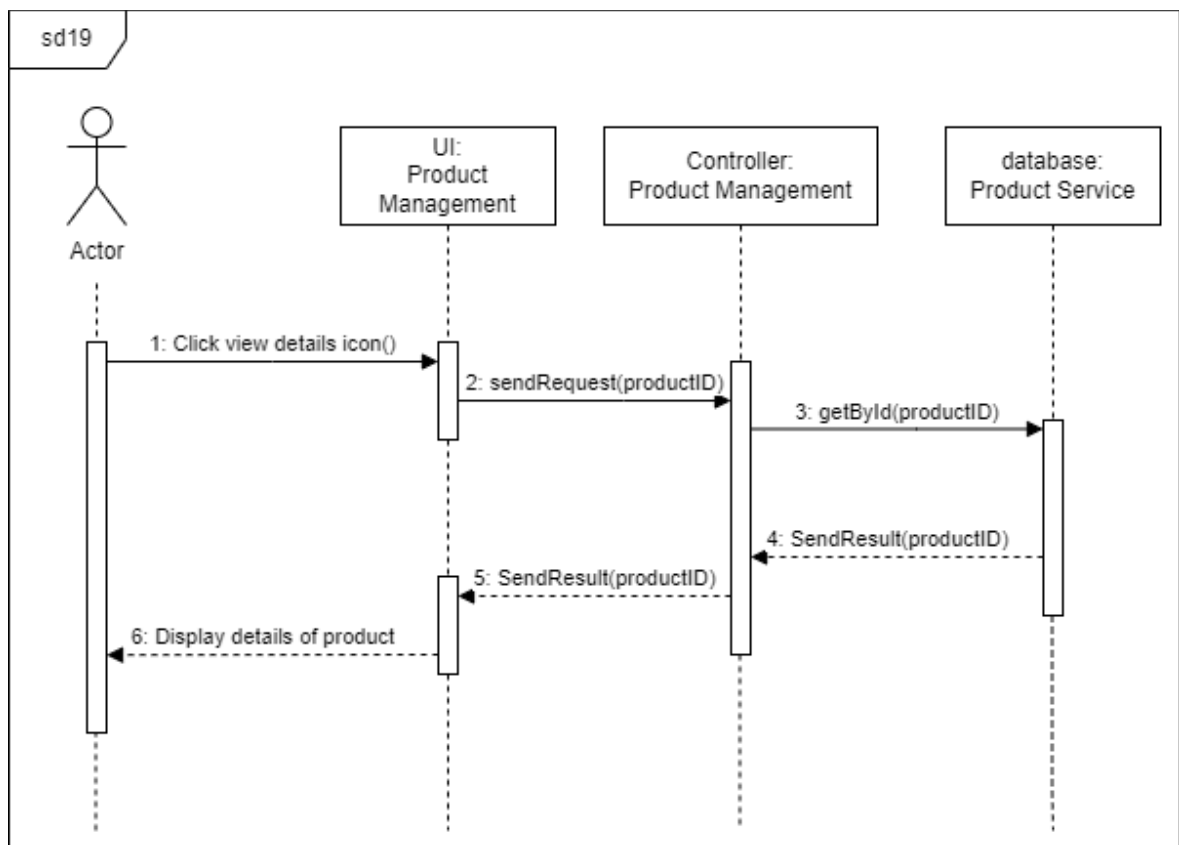 sd19
Actor
UI:
Product
Management
Controller:
Product Management
database:
Product Service
1: Click view details icon()
2: sendRequest(productID)
3: getById(productID)
4: SendResult(productID)
5: SendResult(productID)
6: Display details of product